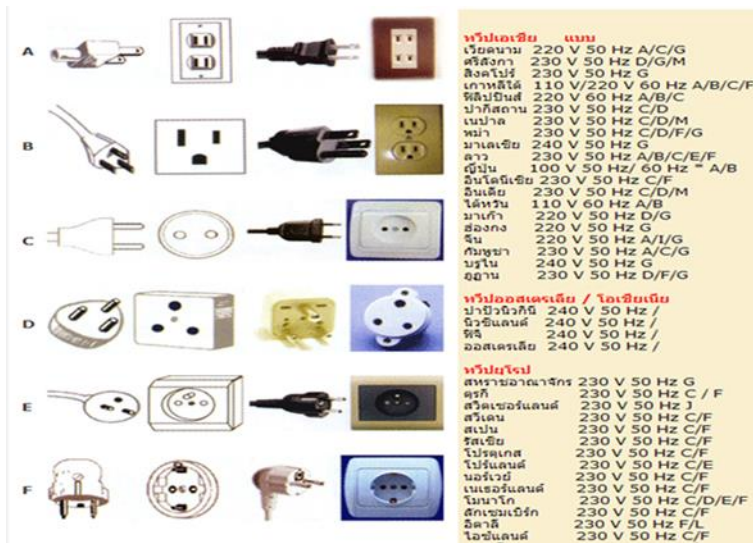 A
B
C
D
E
F
ทวีปเอเชีย แบบ
เวียดนาม 220 V 50 Hz A/C/G
ศรีลังกา 230 V 50 Hz D/G/M
สิงคโปร์ 230 V 50 Hz G
เกาหลีใต้ 110 V/220 V 60 Hz A/B/C/F
ฟิลิปปินส์ 220 V 60 Hz A/B/C
ปากีสถาน 230 V 50 Hz C/D
เนปาล 230 V 50 Hz C/D/M
พม่า 230 V 50 Hz C/D/F/G
มาเลเซีย 240 V 50 Hz G
ลาว 230 V 50 Hz A/B/C/E/F
ญี่ปุ่น 100 V 50 Hz/ 60 Hz * A/B
อินโดนีเซีย 230 V 50 Hz C/F
อินเดีย 230 V 50 Hz C/D/M
ไต้หวัน 110 V 60 Hz A/B
มาเก๊า 220 V 50 Hz D/G
ฮ่องกง 220 V 50 Hz G
จีน 220 V 50 Hz A/I/G
กัมพูชา 230 V 50 Hz A/C/G
บรูไน 240 V 50 Hz G
ภูฏาน 230 V 50 Hz D/F/G
ทวีปออสเตรเลีย / โอเชียเนีย
ปาปัวนิวกินี 240 V 50 Hz /
นิวซีแลนด์ 240 V 50 Hz /
ฟิจิ 240 V 50 Hz /
ออสเตรเลีย 240 V 50 Hz /
ทวีปยุโรป
สหราชอาณาจักร 230 V 50 Hz G
ตุรกี 230 V 50 Hz C / F
สวิตเซอร์แลนด์ 230 V 50 Hz J
สวีเดน 230 V 50 Hz C/F
สเปน 230 V 50 Hz C/F
รัสเซีย 230 V 50 Hz C/F
โปรตุเกส 230 V 50 Hz C/F
โปร์แลนด์ 230 V 50 Hz C/E
นอร์เวย์ 230 V 50 Hz C/F
เนเธอร์แลนด์ 230 V 50 Hz C/F
โมนาโก 230 V 50 Hz C/D/E/F
ลักเซมเบิร์ก 230 V 50 Hz C/F
อิตาลี 230 V 50 Hz F/L
ไอซ์แลนด์ 230 V 50 Hz C/F